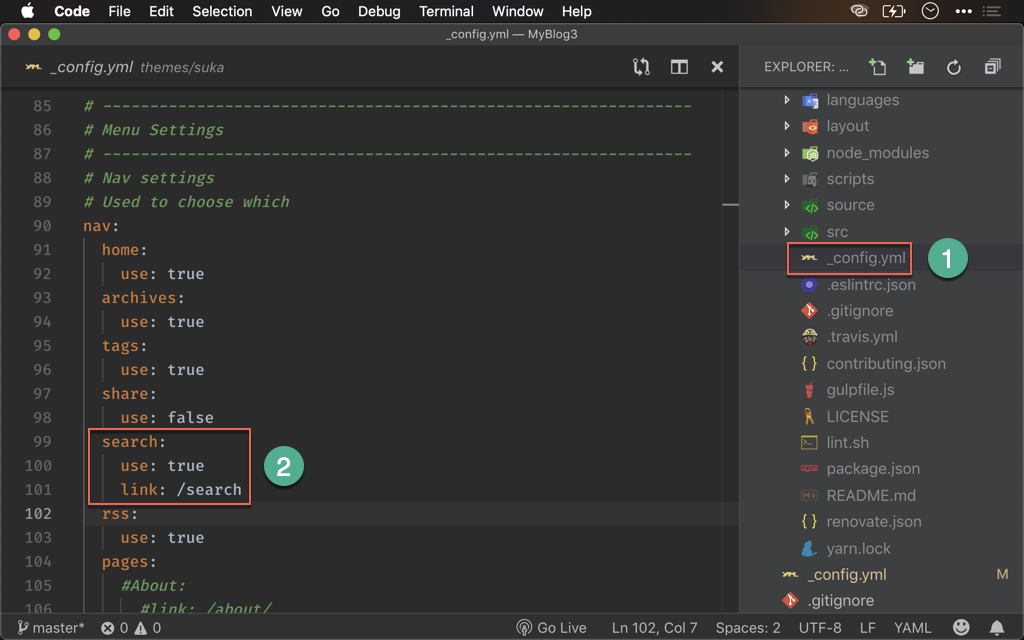 Code File Edit Selection View Go Debug Terminal Window Help
_config.yml — MyBlog3
_config.yml themes/suka
EXPLORER: ...
85 # ---------------------------------------------------------------
86 # Menu Settings
87 # ---------------------------------------------------------------
88 # Nav settings
89 # Used to choose which
90 nav:
91 home:
92 use: true
93 archives:
94 use: true
95 tags:
96 use: true
97 share:
98 use: false
99 search:
100 use: true
101 link: /search
2
102 rss:
103 use: true
104 pages:
105 #About:
106 #link: /about/
languages
layout
node_modules
scripts
source
src
_config.yml
1
.eslintrc.json
.gitignore
.travis.yml
contributing.json
gulpfile.js
LICENSE
lint.sh
package.json
README.md
renovate.json
yarn.lock
_config.yml M
.gitignore
master* 0 0 Go Live Ln 102, Col 7 Spaces: 2 UTF-8 LF YAML